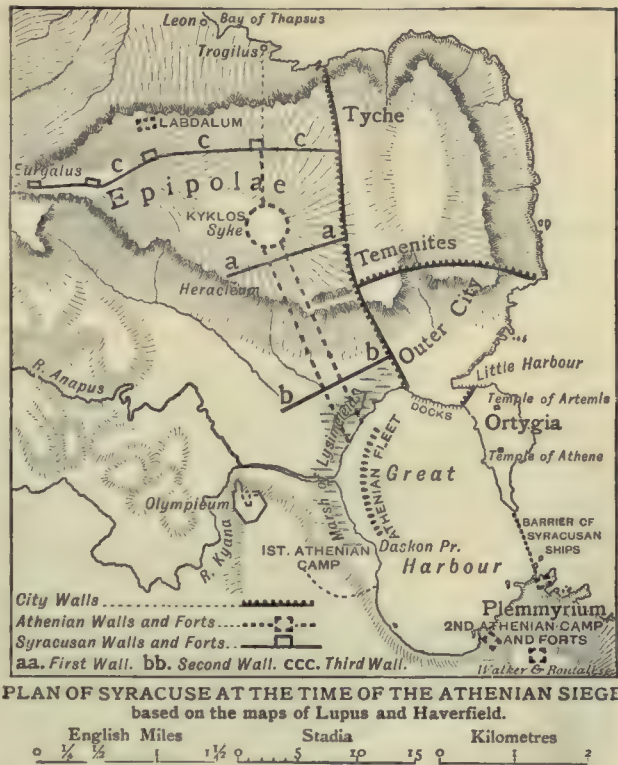 Leon
Bay of Thapsus
Trogilus
Tyche
LABDALUM
c c c
Euryalus
Epipolae
KYKLOS
Syke
a
a
Temenites
Heracleum
Outer City
b
b
R. Anapus
Little Harbour
DOCKS
Temple of Artemis
Ortygia
Temple of Athene
Marsh of Lysimeleia
ATHENIAN FLEET
Great
Harbour
Olympieum
R. Kyana
BARRIER OF
SYRACUSAN
SHIPS
1ST. ATHENIAN
CAMP
Daskon Pr.
Plemmyrium
2ND ATHENIAN CAMP
AND FORTS
City Walls
Athenian Walls and Forts
Syracusan Walls and Forts
aa. First Wall. bb. Second Wall. ccc. Third Wall.
Walker & Boutall sc.
PLAN OF SYRACUSE AT THE TIME OF THE ATHENIAN SIEGE
based on the maps of Lupus and Haverfield.
English Miles Stadia Kilometres
0 ¼ ½ 1 1½ 0 5 10 15 0 1 2